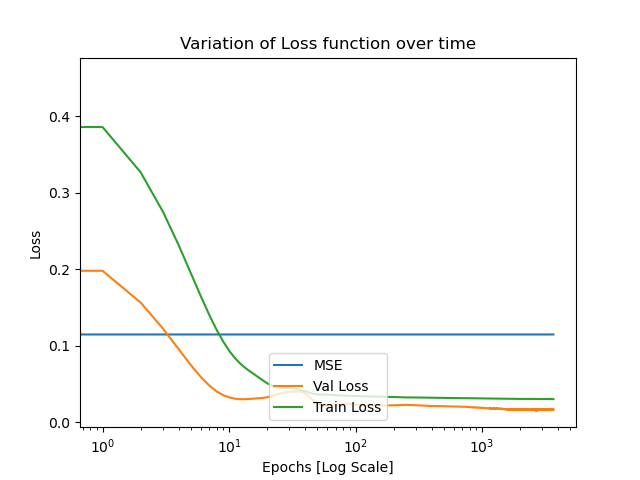 Variation of Loss function over time
Loss
0.4
0.3
0.2
0.1
0.0
MSE
Val Loss
Train Loss
10⁰ 10¹ 10² 10³
Epochs [Log Scale]